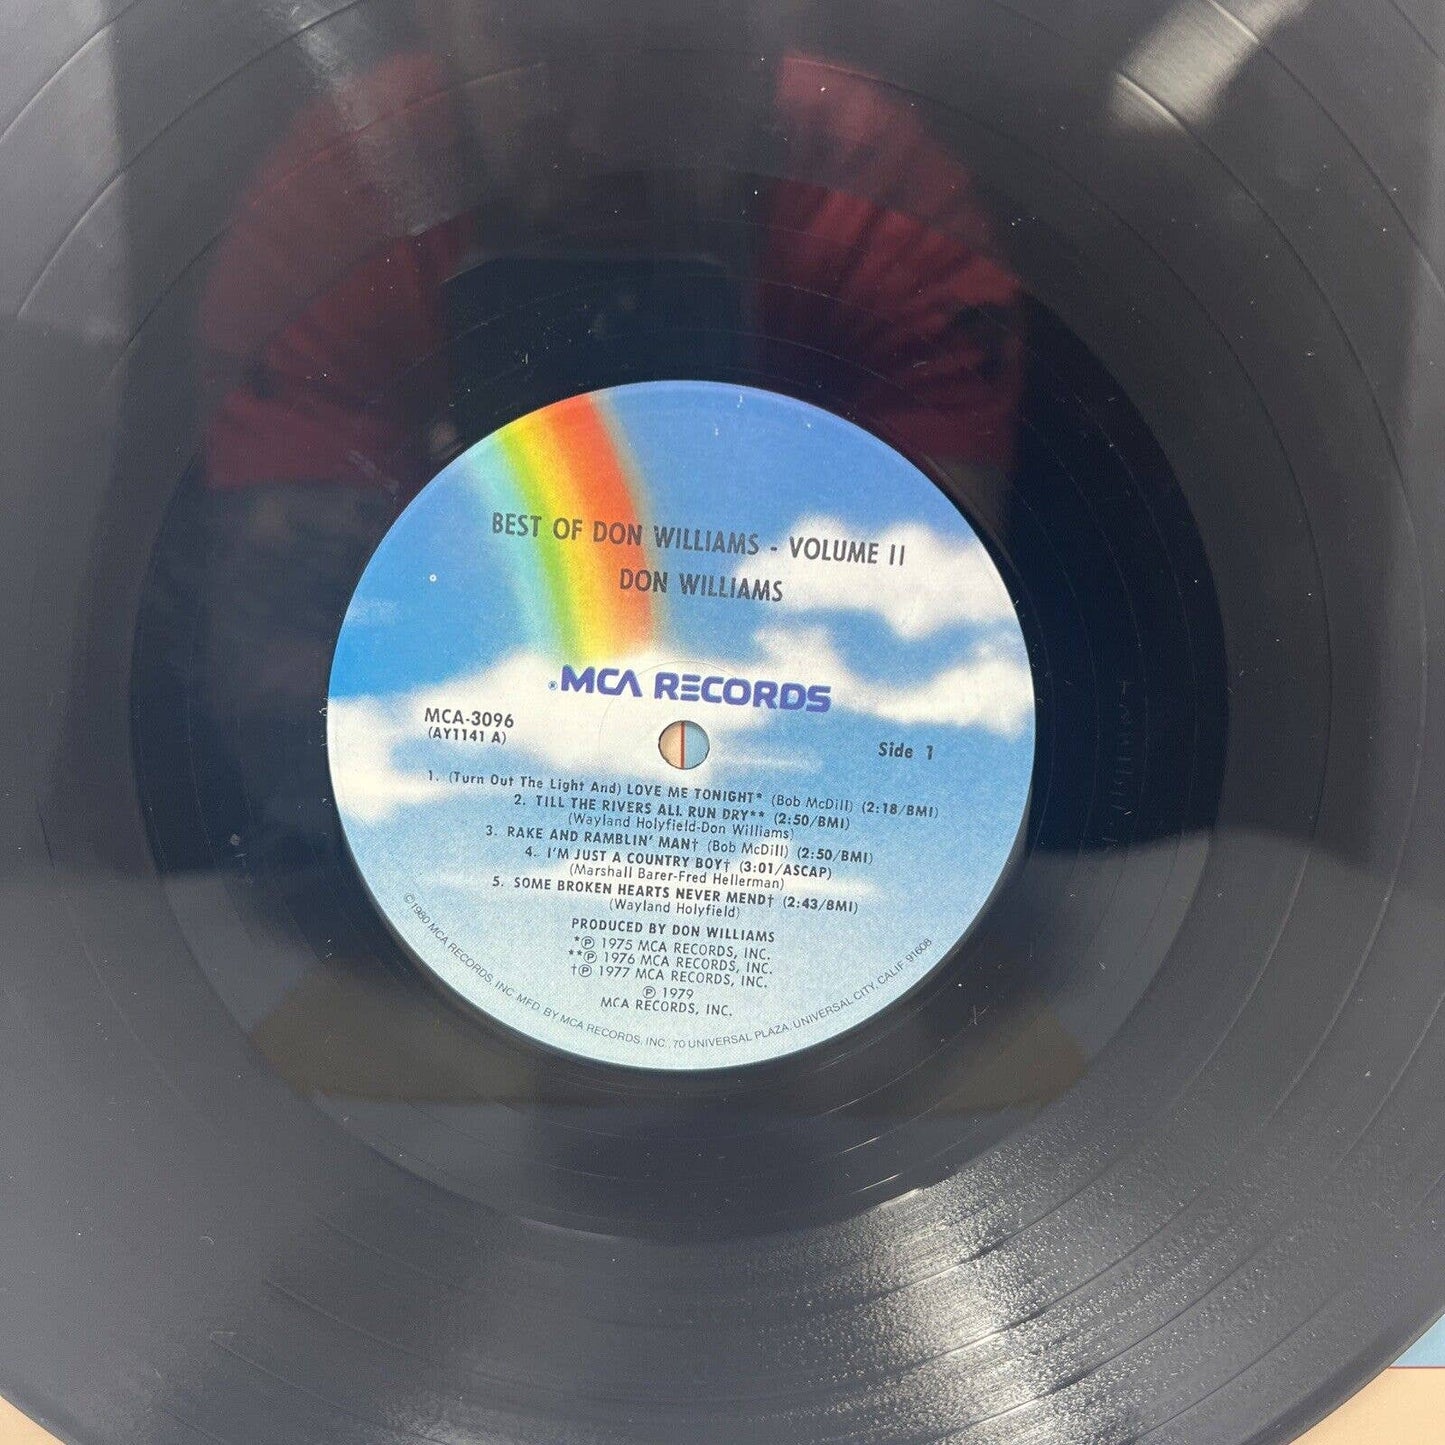 BEST OF DON WILLIAMS - VOLUME II
DON WILLIAMS
®MCA RECORDS
MCA-3096
(AY1141 A)
Side 1
1. (Turn Out The Light And) LOVE ME TONIGHT* (Bob McDill) (2:18/BMI)
2. TILL THE RIVERS ALL RUN DRY** (2:50/BMI)
(Wayland Holyfield-Don Williams)
3. RAKE AND RAMBLIN' MAN† (Bob McDill) (2:50/BMI)
4. I'M JUST A COUNTRY BOY† (3:01/ASCAP)
(Marshall Barer-Fred Hellerman)
5. SOME BROKEN HEARTS NEVER MEND† (2:43/BMI)
(Wayland Holyfield)
PRODUCED BY DON WILLIAMS
*℗ 1975 MCA RECORDS, INC.
**℗ 1976 MCA RECORDS, INC.
†℗ 1977 MCA RECORDS, INC.
℗ 1979
MCA RECORDS, INC.
©1980 MCA RECORDS, INC. MFD. BY MCA RECORDS, INC. 70 UNIVERSAL PLAZA, UNIVERSAL CITY, CALIF. 91608